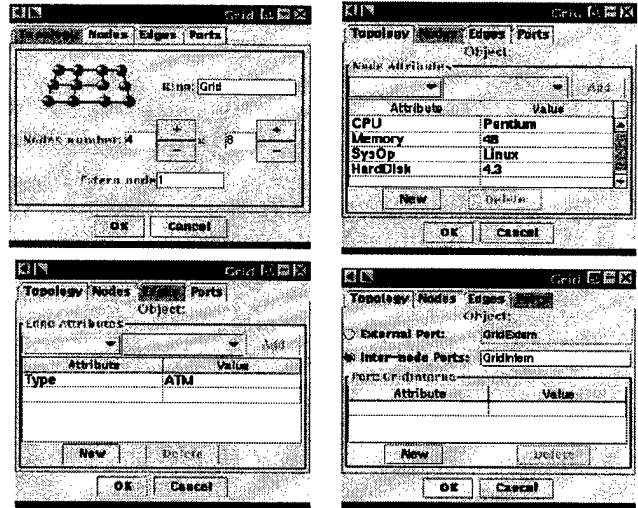 Grid
Topology Nodes Edges Ports
Kind: Grid
Nodes number: 4 x 8
Extern node 1
OK Cancel
Grid
Topology Nodes Edges Ports
Object:
Node Attributes
Add
Attribute Value
CPU Pentium
Memory 48
SysOp Linux
HardDisk 4.3
New Delete
OK Cancel
Grid
Topology Nodes Edges Ports
Object:
Edge Attributes
Add
Attribute Value
Type ATM
New Delete
OK Cancel
Grid
Topology Nodes Edges Ports
Object:
External Port: GridExtern
Inter-node Ports: GridIntern
Port: GridInterns
Attribute Value
New Delete
OK Cancel